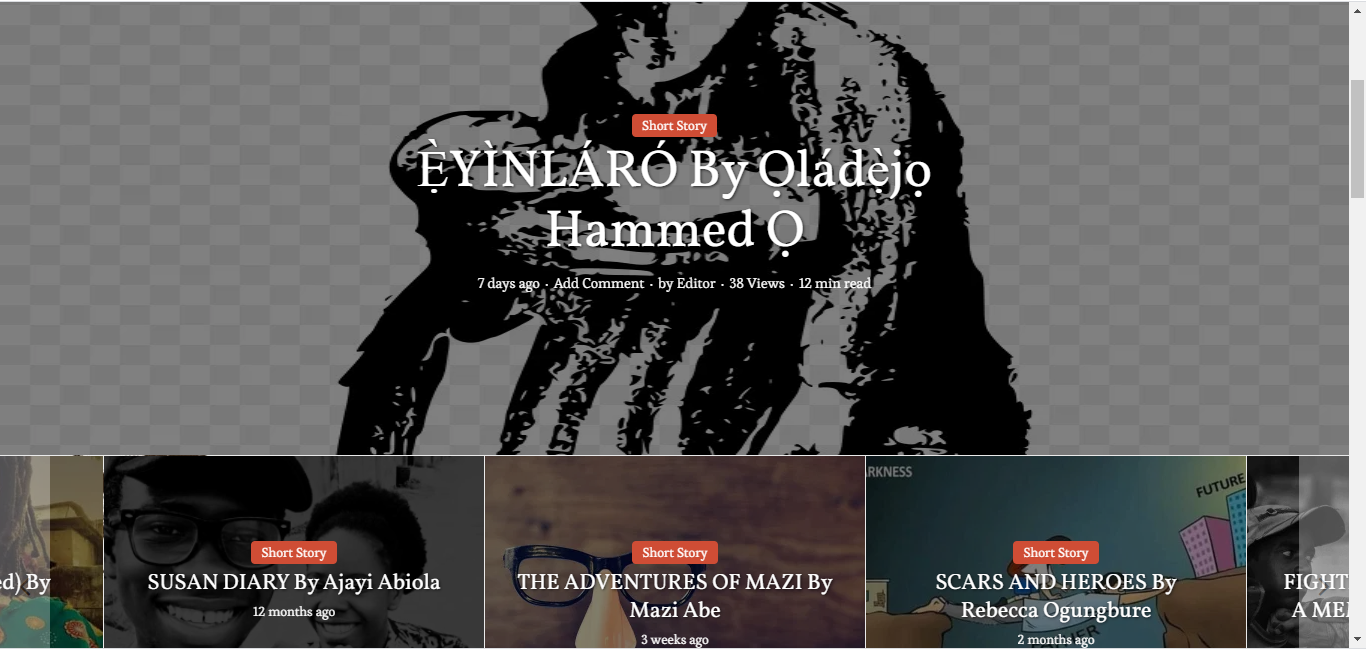 Short Story
Ẹ̀YÌNLÁRÓ By Ọládẹ̀jọ
Hammed Ọ
7 days ago · Add Comment · by Editor · 38 Views · 12 min read
RKNESS
FUTURE
Short Story
Short Story
Short Story
ed) By
SUSAN DIARY By Ajayi Abiola
12 months ago
THE ADVENTURES OF MAZI By
Mazi Abe
3 weeks ago
SCARS AND HEROES By
Rebecca Ogungbure
2 months ago
FIGHT
A ME